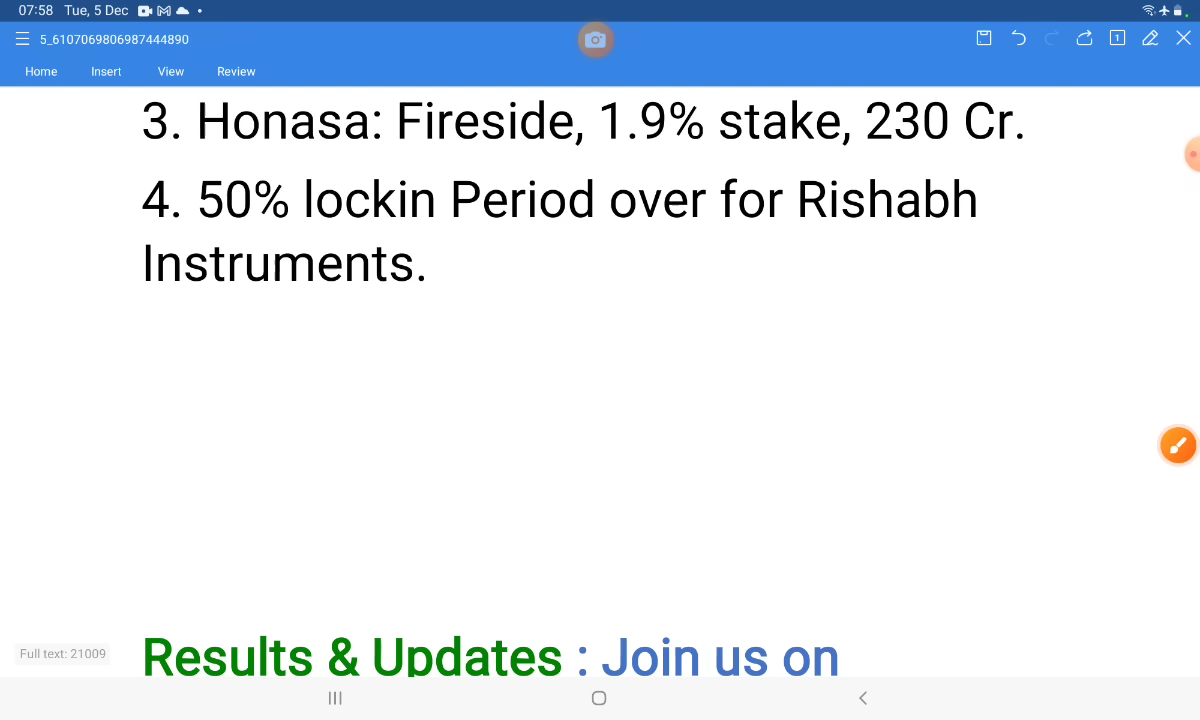 07:58 Tue, 5 Dec
5_6107069806987444890
1
Home Insert View Review
3. Honasa: Fireside, 1.9% stake, 230 Cr.
4. 50% lockin Period over for Rishabh
Instruments.
Full text: 21009
Results & Updates : Join us on